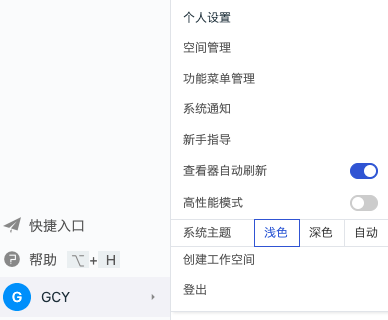 个人设置
空间管理
功能菜单管理
系统通知
新手指导
查看器自动刷新
高性能模式
系统主题 浅色 深色 自动
创建工作空间
登出
快捷入口
帮助 ⌥ + H
G GCY